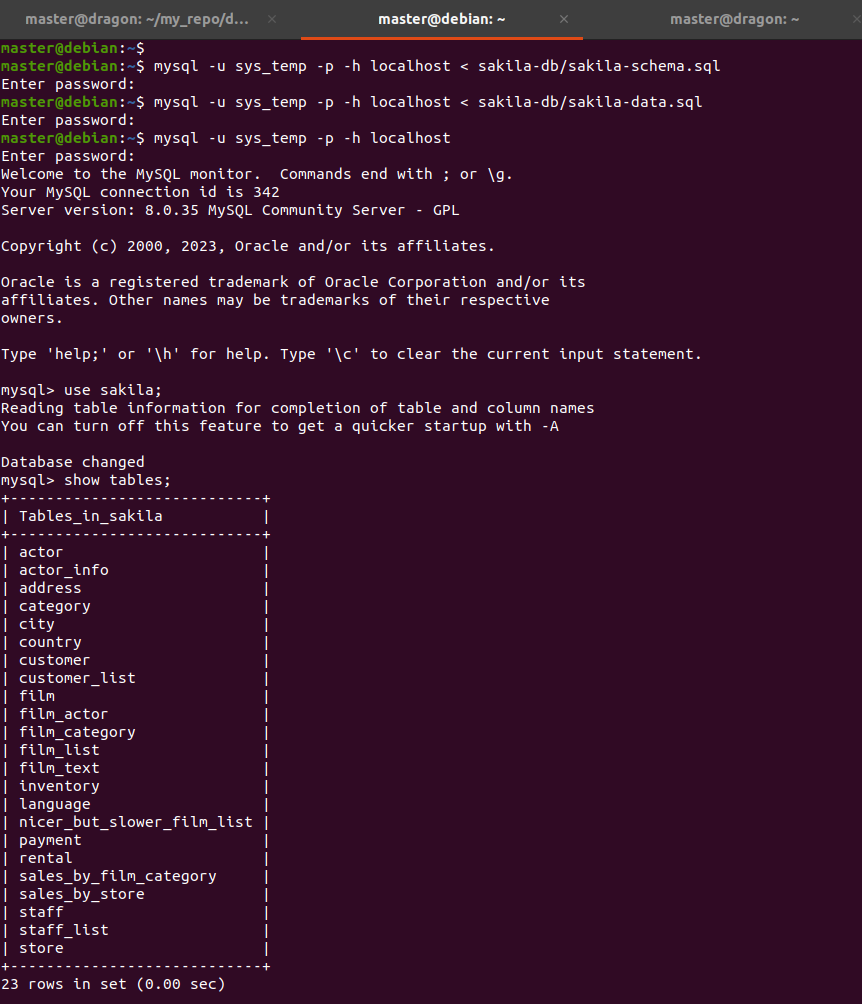 master@dragon: ~/my_repo/d... × master@debian: ~ × master@dragon: ~ ×
master@debian:~$
master@debian:~$ mysql -u sys_temp -p -h localhost < sakila-db/sakila-schema.sql
Enter password:
master@debian:~$ mysql -u sys_temp -p -h localhost < sakila-db/sakila-data.sql
Enter password:
master@debian:~$ mysql -u sys_temp -p -h localhost
Enter password:
Welcome to the MySQL monitor.  Commands end with ; or \g.
Your MySQL connection id is 342
Server version: 8.0.35 MySQL Community Server - GPL

Copyright (c) 2000, 2023, Oracle and/or its affiliates.

Oracle is a registered trademark of Oracle Corporation and/or its
affiliates. Other names may be trademarks of their respective
owners.

Type 'help;' or '\h' for help. Type '\c' to clear the current input statement.

mysql> use sakila;
Reading table information for completion of table and column names
You can turn off this feature to get a quicker startup with -A

Database changed
mysql> show tables;
+----------------------------+
| Tables_in_sakila           |
+----------------------------+
| actor                      |
| actor_info                 |
| address                    |
| category                   |
| city                       |
| country                    |
| customer                   |
| customer_list              |
| film                       |
| film_actor                 |
| film_category              |
| film_list                  |
| film_text                  |
| inventory                  |
| language                   |
| nicer_but_slower_film_list |
| payment                    |
| rental                     |
| sales_by_film_category     |
| sales_by_store             |
| staff                      |
| staff_list                 |
| store                      |
+----------------------------+
23 rows in set (0.00 sec)